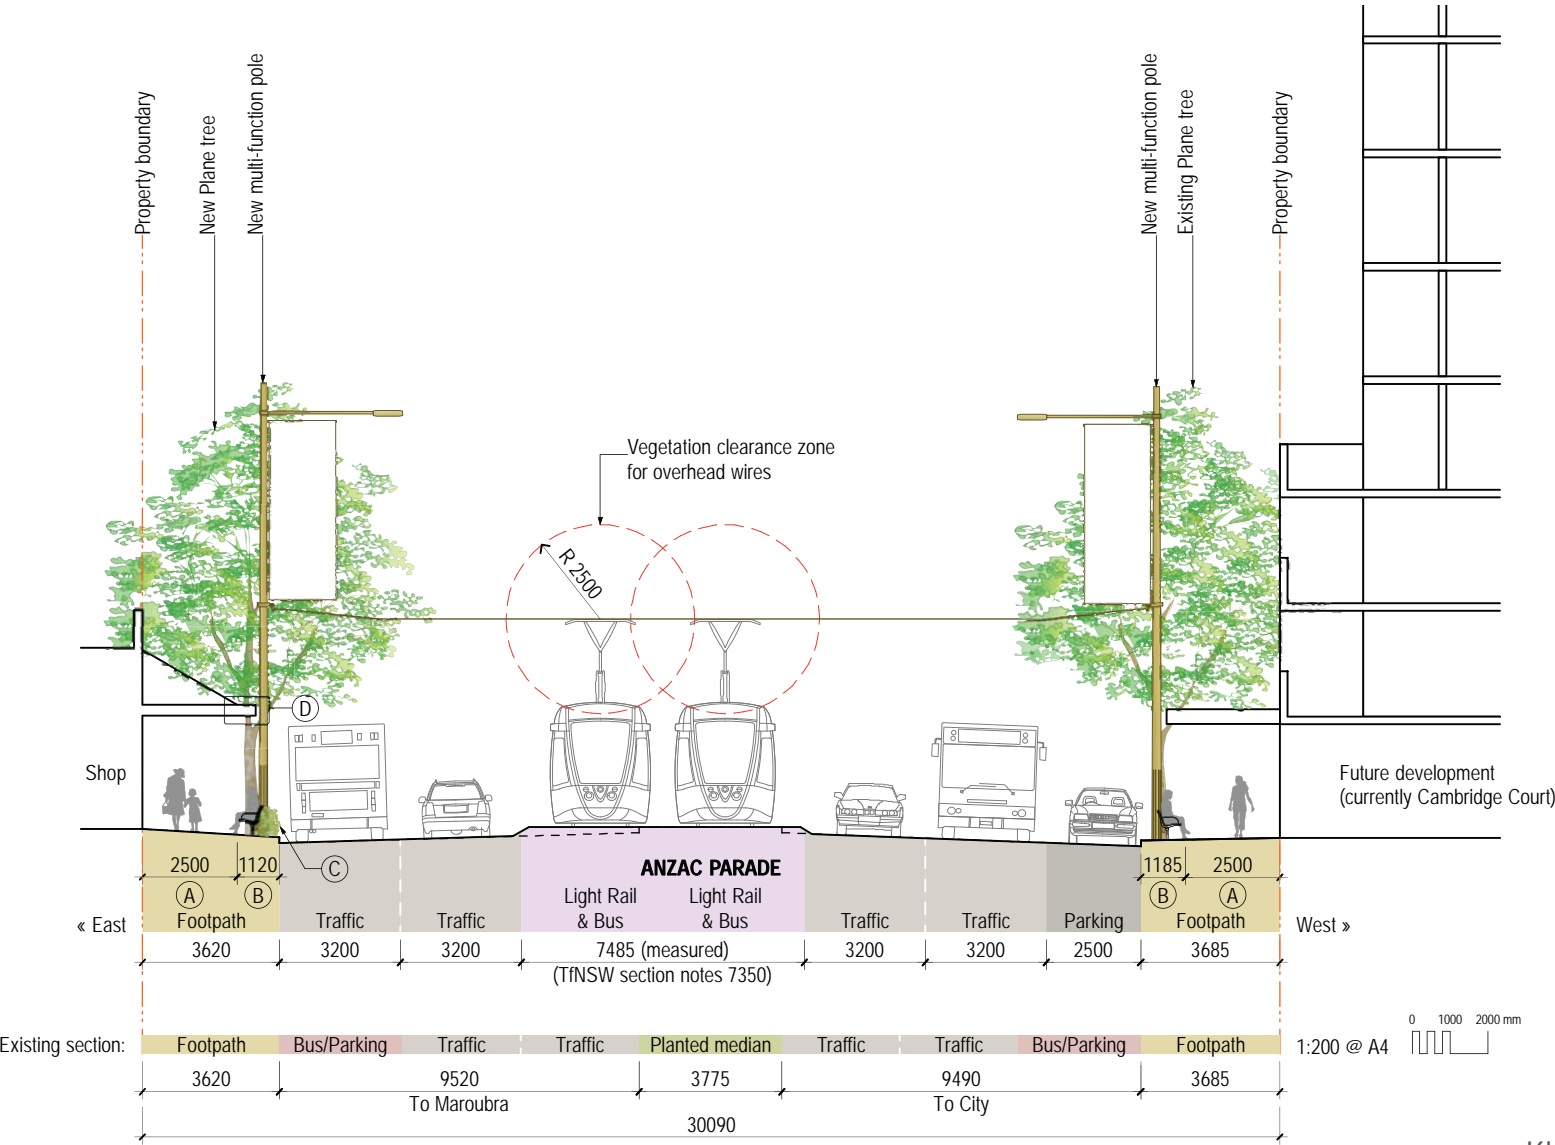 Property boundary
New Plane tree
New multi-function pole
New multi-function pole
Existing Plane tree
Property boundary
Vegetation clearance zone
for overhead wires
R 2500
D
Shop
Future development
(currently Cambridge Court)
2500
1120
C
ANZAC PARADE
1185
2500
A
B
Light Rail
& Bus
Light Rail
& Bus
B
A
« East
Footpath
Traffic
Traffic
Traffic
Traffic
Parking
Footpath
West »
3620
3200
3200
7485 (measured)
(TfNSW section notes 7350)
3200
3200
2500
3685
0 1000 2000 mm
Existing section:
Footpath
Bus/Parking
Traffic
Traffic
Planted median
Traffic
Traffic
Bus/Parking
Footpath
1:200 @ A4
3620
9520
3775
9490
3685
To Maroubra
To City
30090